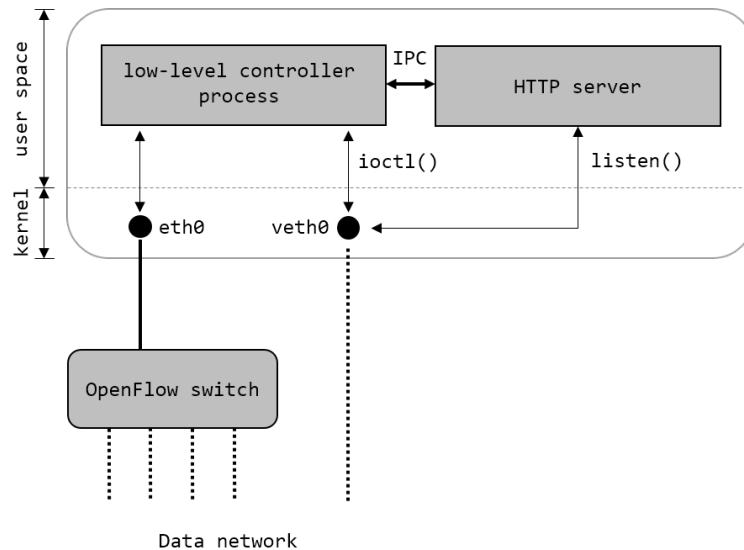 user space
kernel
low-level controller
process
IPC
HTTP server
ioctl()
listen()
eth0
veth0
OpenFlow switch
Data network